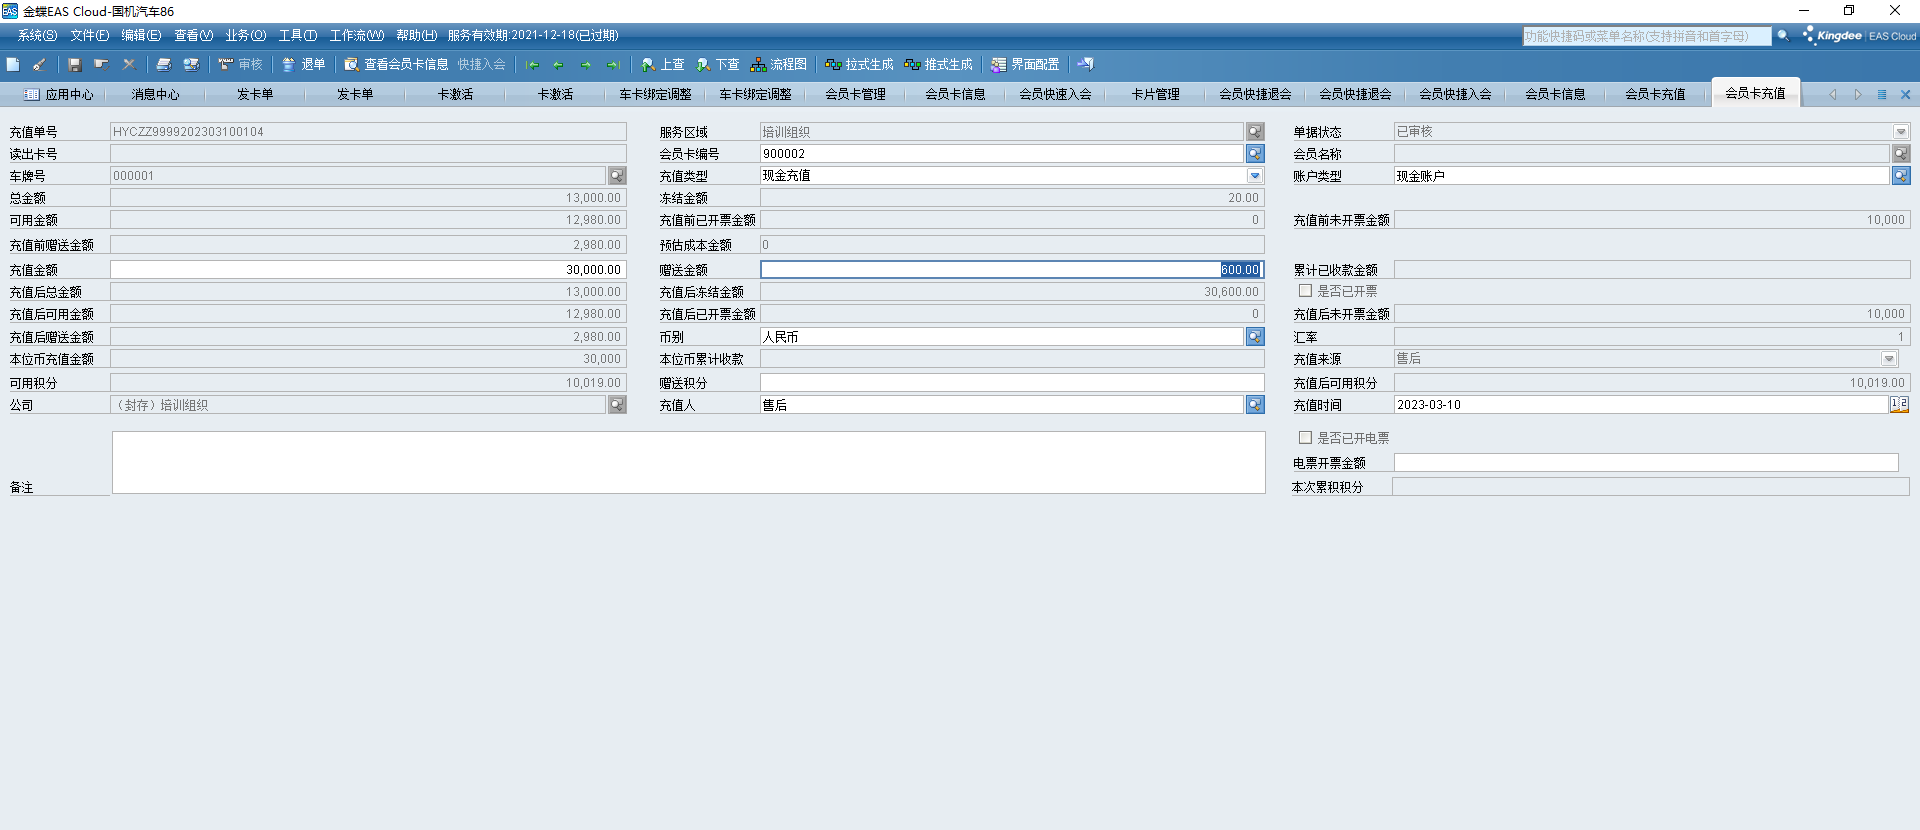 金蝶EAS Cloud-国机汽车86
系统(S) 文件(F) 编辑(E) 查看(V) 业务(O) 工具(T) 工作流(W) 帮助(H) 服务有效期:2021-12-18(已过期) 功能快捷码或菜单名称(支持拼音和首字母) Kingdee EAS Cloud
审核 退单 查看会员卡信息 快捷入会 上查 下查 流程图 拉式生成 推式生成 界面配置
应用中心 消息中心 发卡单 发卡单 卡激活 卡激活 车卡绑定调整 车卡绑定调整 会员卡管理 会员卡信息 会员快速入会 卡片管理 会员快捷退会 会员快捷退会 会员快捷入会 会员卡信息 会员卡充值 会员卡充值
充值单号 HYCZZ9999202303100104 服务区域 培训组织 单据状态 已审核
读出卡号 会员卡编号 900002 会员名称
车牌号 000001 充值类型 现金充值 账户类型 现金账户
总金额 13,000.00 冻结金额 20.00
可用金额 12,980.00 充值前已开票金额 0 充值前未开票金额 10,000
充值前赠送金额 2,980.00 预估成本金额 0
充值金额 30,000.00 赠送金额 600.00 累计已收款金额
充值后总金额 13,000.00 充值后冻结金额 30,600.00 是否已开票
充值后可用金额 12,980.00 充值后已开票金额 0 充值后未开票金额 10,000
充值后赠送金额 2,980.00 币别 人民币 汇率 1
本位币充值金额 30,000 本位币累计收款 充值来源 售后
可用积分 10,019.00 赠送积分 充值后可用积分 10,019.00
公司 （封存）培训组织 充值人 售后 充值时间 2023-03-10
是否已开电票
电票开票金额
备注 本次累积积分